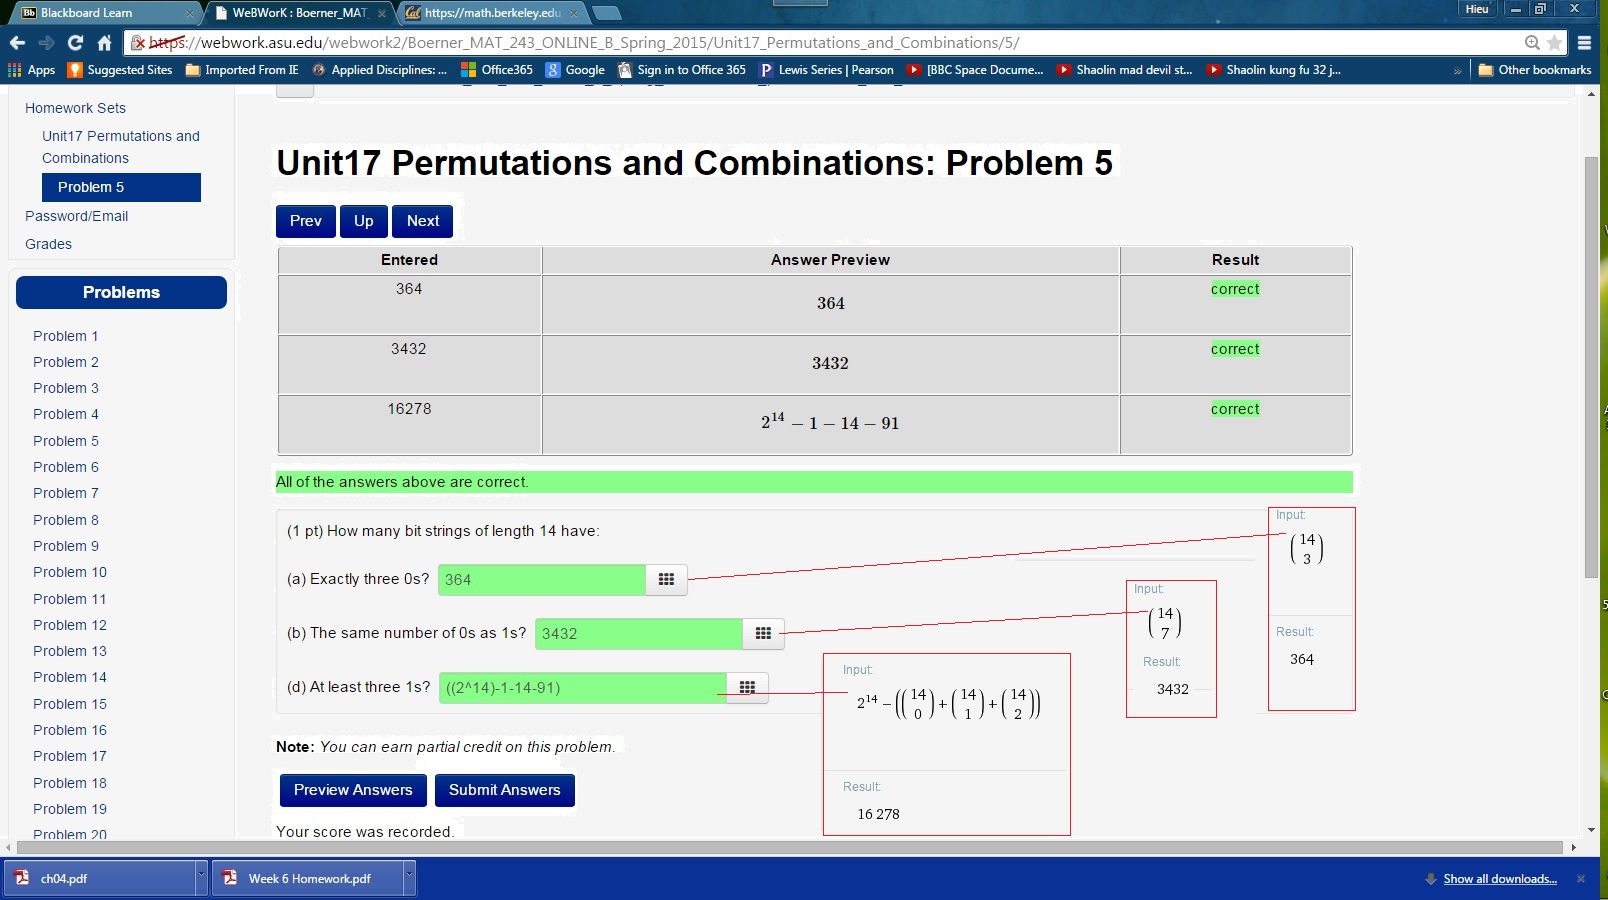 Blackboard Learn
WeBWorK : Boerner_MAT_
https://math.berkeley.edu
Hieu
https://webwork.asu.edu/webwork2/Boerner_MAT_243_ONLINE_B_Spring_2015/Unit17_Permutations_and_Combinations/5/
Apps Suggested Sites Imported From IE Applied Disciplines: ... Office365 Google Sign in to Office 365 Lewis Series | Pearson [BBC Space Docume... Shaolin mad devil st... Shaolin kung fu 32 j... » Other bookmarks
Homework Sets
Unit17 Permutations and
Combinations
Problem 5
Password/Email
Grades
Problems
Problem 1
Problem 2
Problem 3
Problem 4
Problem 5
Problem 6
Problem 7
Problem 8
Problem 9
Problem 10
Problem 11
Problem 12
Problem 13
Problem 14
Problem 15
Problem 16
Problem 17
Problem 18
Problem 19
Problem 20
Unit17 Permutations and Combinations: Problem 5
Prev Up Next
Entered Answer Preview Result
364 364 correct
3432 3432 correct
16278 2^14 − 1 − 14 − 91 correct
All of the answers above are correct.
(1 pt) How many bit strings of length 14 have:
(a) Exactly three 0s? 364
(b) The same number of 0s as 1s? 3432
(d) At least three 1s? ((2^14)-1-14-91)
Input:
(14 3)
Result:
364
Input:
(14 7)
Result:
3432
Input:
2^14 − ((14 0) + (14 1) + (14 2))
Result:
16 278
Note: You can earn partial credit on this problem.
Preview Answers Submit Answers
Your score was recorded.
ch04.pdf
Week 6 Homework.pdf
Show all downloads...